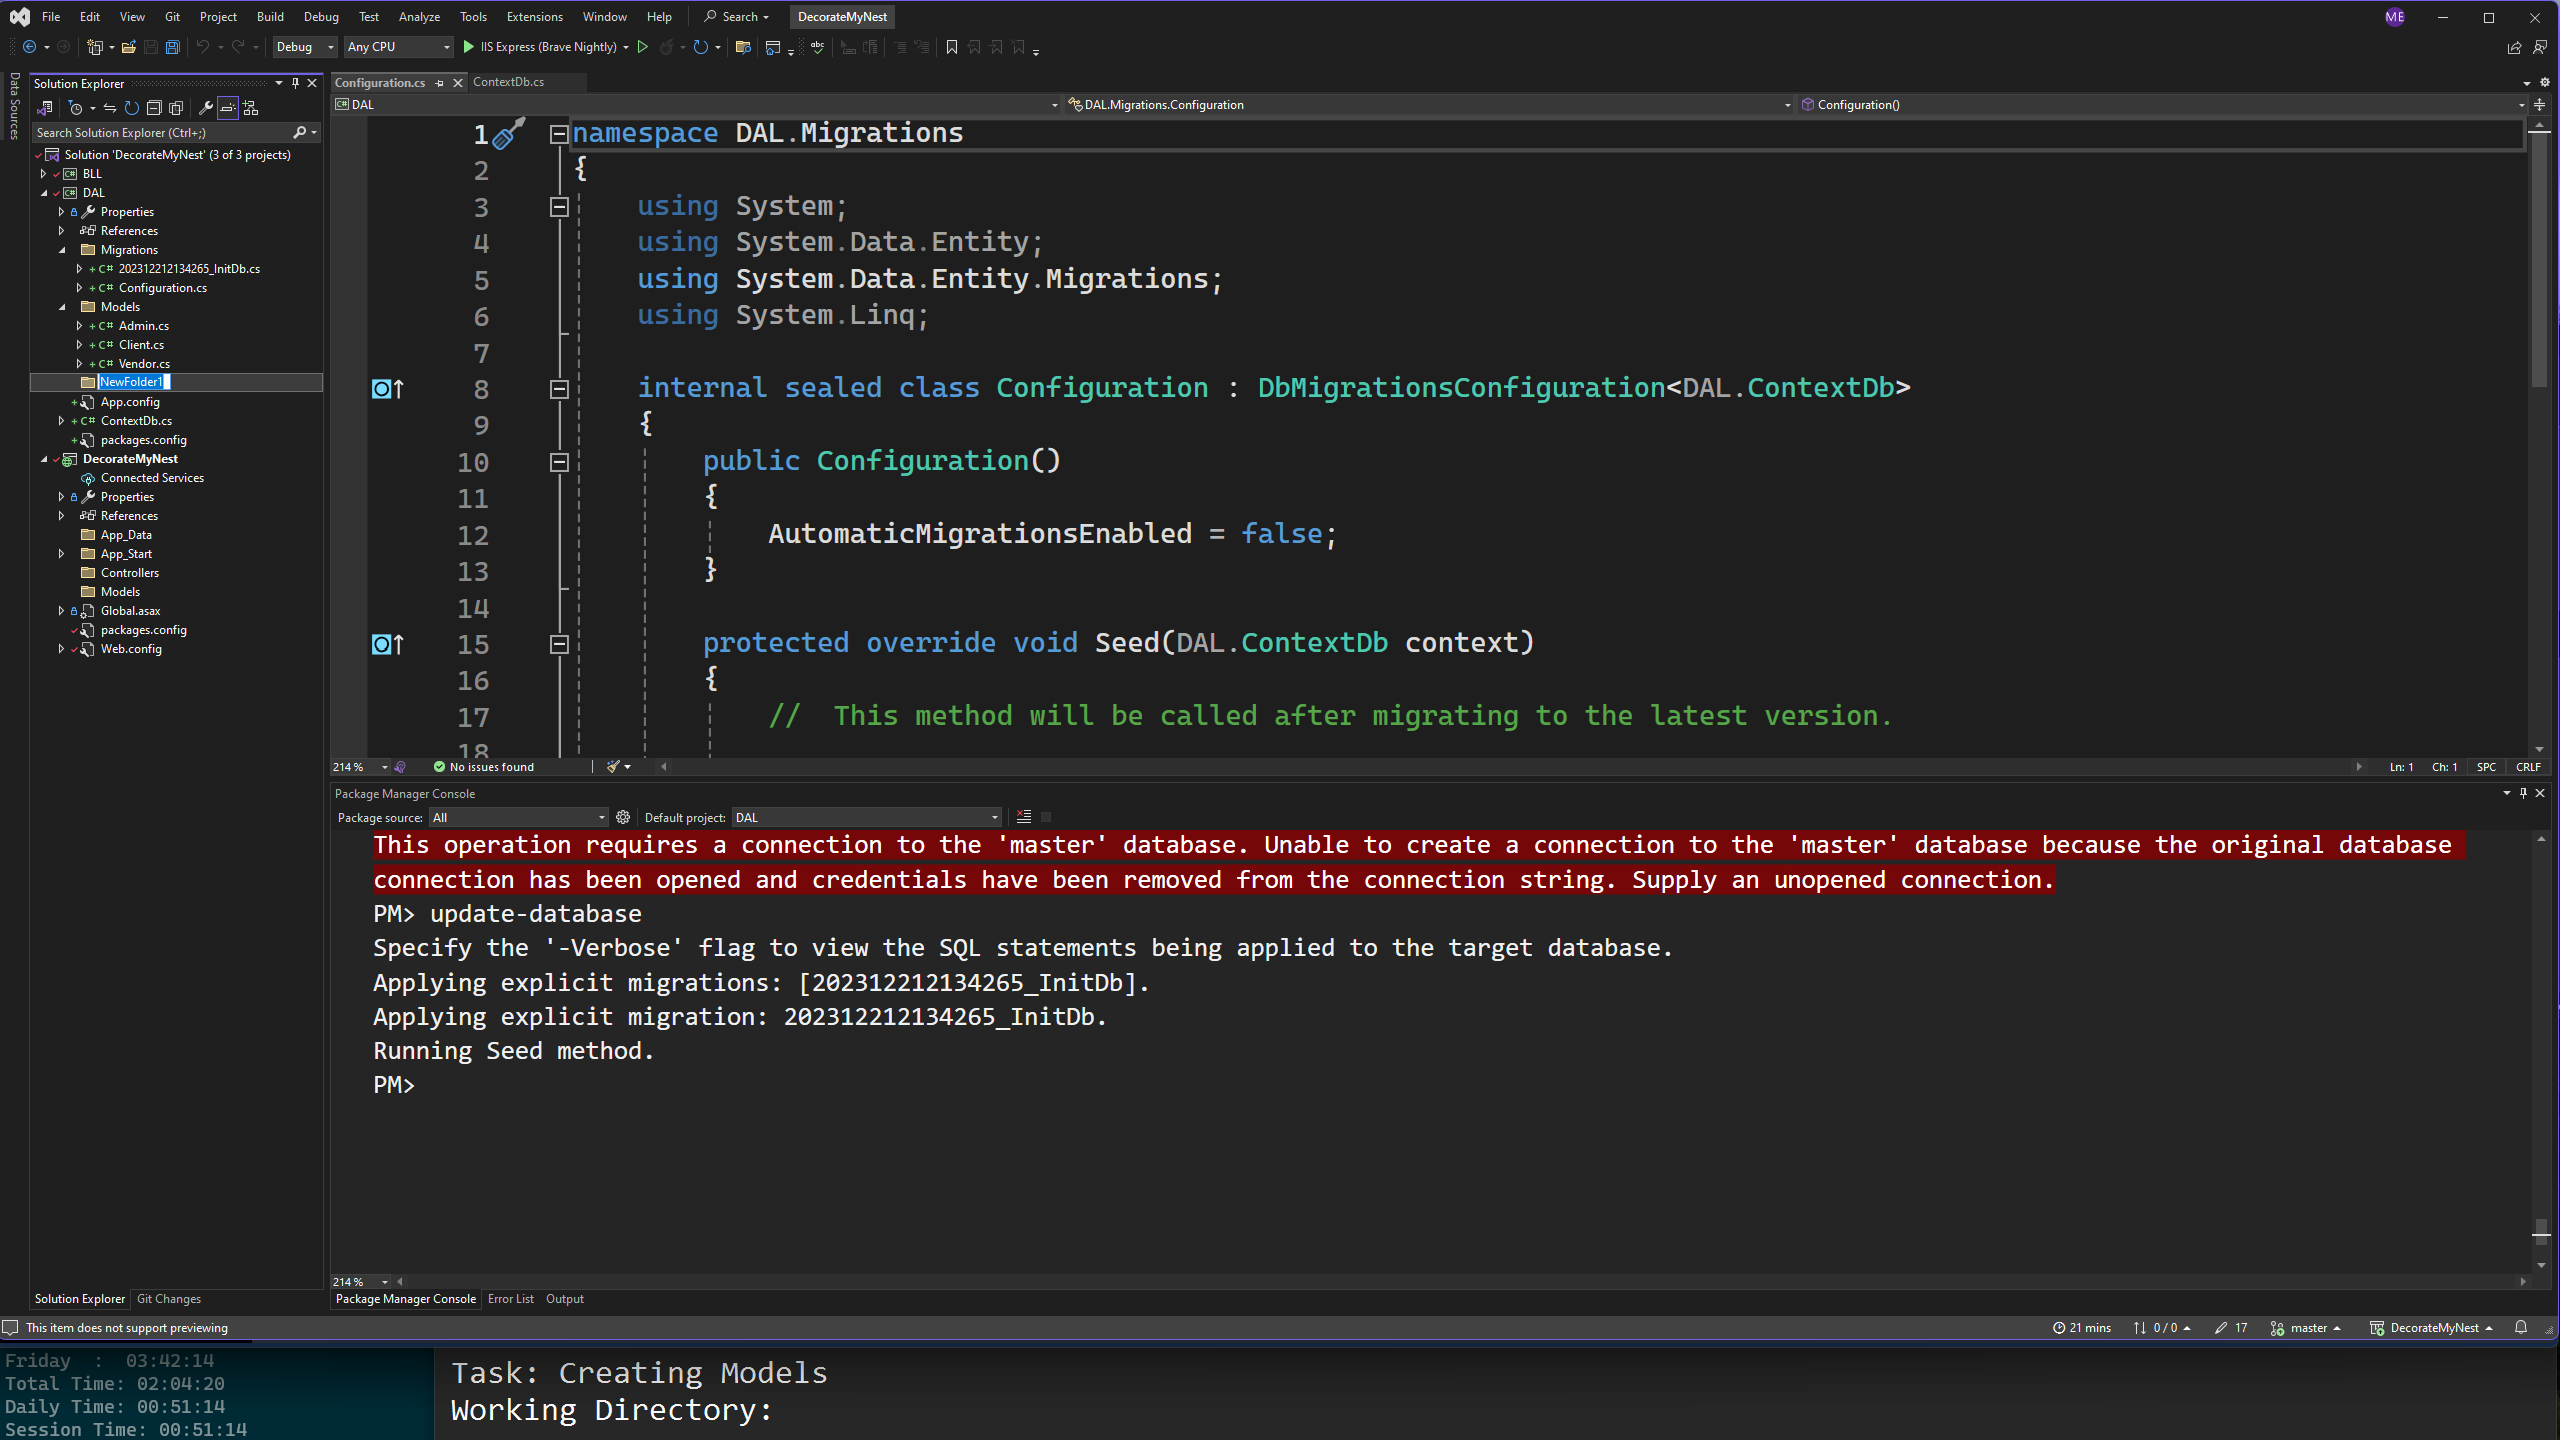 File Edit View Git Project Build Debug Test Analyze Tools Extensions Window Help Search DecorateMyNest ME
Debug Any CPU IIS Express (Brave Nightly)
Data Sources
Solution Explorer
Search Solution Explorer (Ctrl+;)
Solution 'DecorateMyNest' (3 of 3 projects)
BLL
DAL
Properties
References
Migrations
202312212134265_InitDb.cs
Configuration.cs
Models
Admin.cs
Client.cs
Vendor.cs
NewFolder1
App.config
ContextDb.cs
packages.config
DecorateMyNest
Connected Services
Properties
References
App_Data
App_Start
Controllers
Models
Global.asax
packages.config
Web.config
Solution Explorer Git Changes
Configuration.cs ContextDb.cs
DAL DAL.Migrations.Configuration Configuration()
1 namespace DAL.Migrations
2 {
3 using System;
4 using System.Data.Entity;
5 using System.Data.Entity.Migrations;
6 using System.Linq;
7
8 internal sealed class Configuration : DbMigrationsConfiguration<DAL.ContextDb>
9 {
10 public Configuration()
11 {
12 AutomaticMigrationsEnabled = false;
13 }
14
15 protected override void Seed(DAL.ContextDb context)
16 {
17 //  This method will be called after migrating to the latest version.
18
214 % No issues found Ln: 1 Ch: 1 SPC CRLF
Package Manager Console
Package source: All Default project: DAL
This operation requires a connection to the 'master' database. Unable to create a connection to the 'master' database because the original database
connection has been opened and credentials have been removed from the connection string. Supply an unopened connection.
PM> update-database
Specify the '-Verbose' flag to view the SQL statements being applied to the target database.
Applying explicit migrations: [202312212134265_InitDb].
Applying explicit migration: 202312212134265_InitDb.
Running Seed method.
PM>
214 %
Package Manager Console Error List Output
This item does not support previewing 21 mins 0 / 0 17 master DecorateMyNest
Friday  :  03:42:14
Total Time: 02:04:20
Daily Time: 00:51:14
Session Time: 00:51:14
Task: Creating Models
Working Directory: